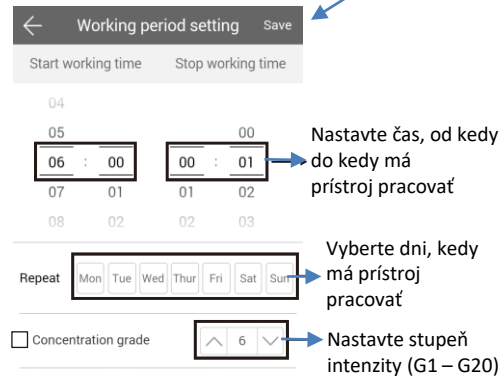 Working period setting Save
Start working time Stop working time
04
05 00
06 : 00 00 : 01
07 01 01 02
08 02 02 03
Nastavte čas, od kedy
do kedy má
prístroj pracovať
Repeat Mon Tue Wed Thur Fri Sat Sun
Vyberte dni, kedy
má prístroj
pracovať
Concentration grade 6
Nastavte stupeň
intenzity (G1 – G20)